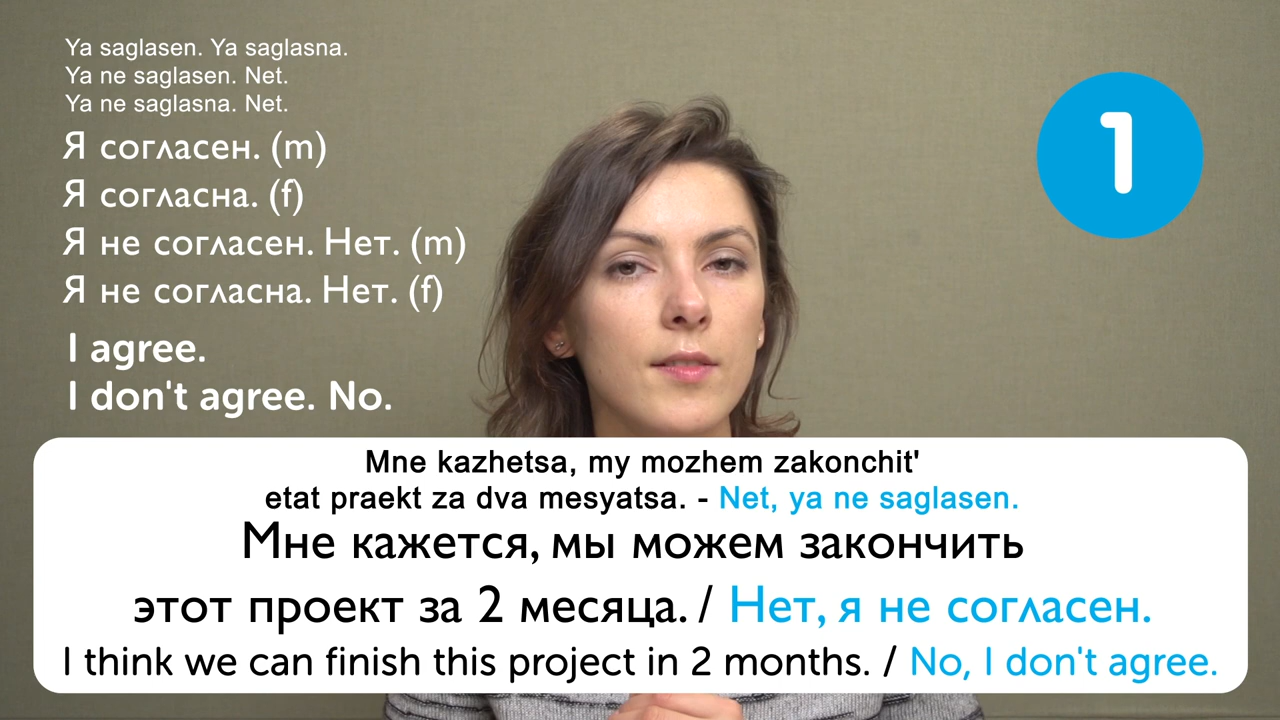 Ya saglasen. Ya saglasna.
Ya ne saglasen. Net.
Ya ne saglasna. Net.
Я согласен. (m)
Я согласна. (f)
Я не согласен. Нет. (m)
Я не согласна. Нет. (f)
I agree.
I don't agree. No.
1
Mne kazhetsa, my mozhem zakonchit'
etat praekt za dva mesyatsa. - Net, ya ne saglasen.
Мне кажется, мы можем закончить
этот проект за 2 месяца. / Нет, я не согласен.
I think we can finish this project in 2 months. / No, I don't agree.